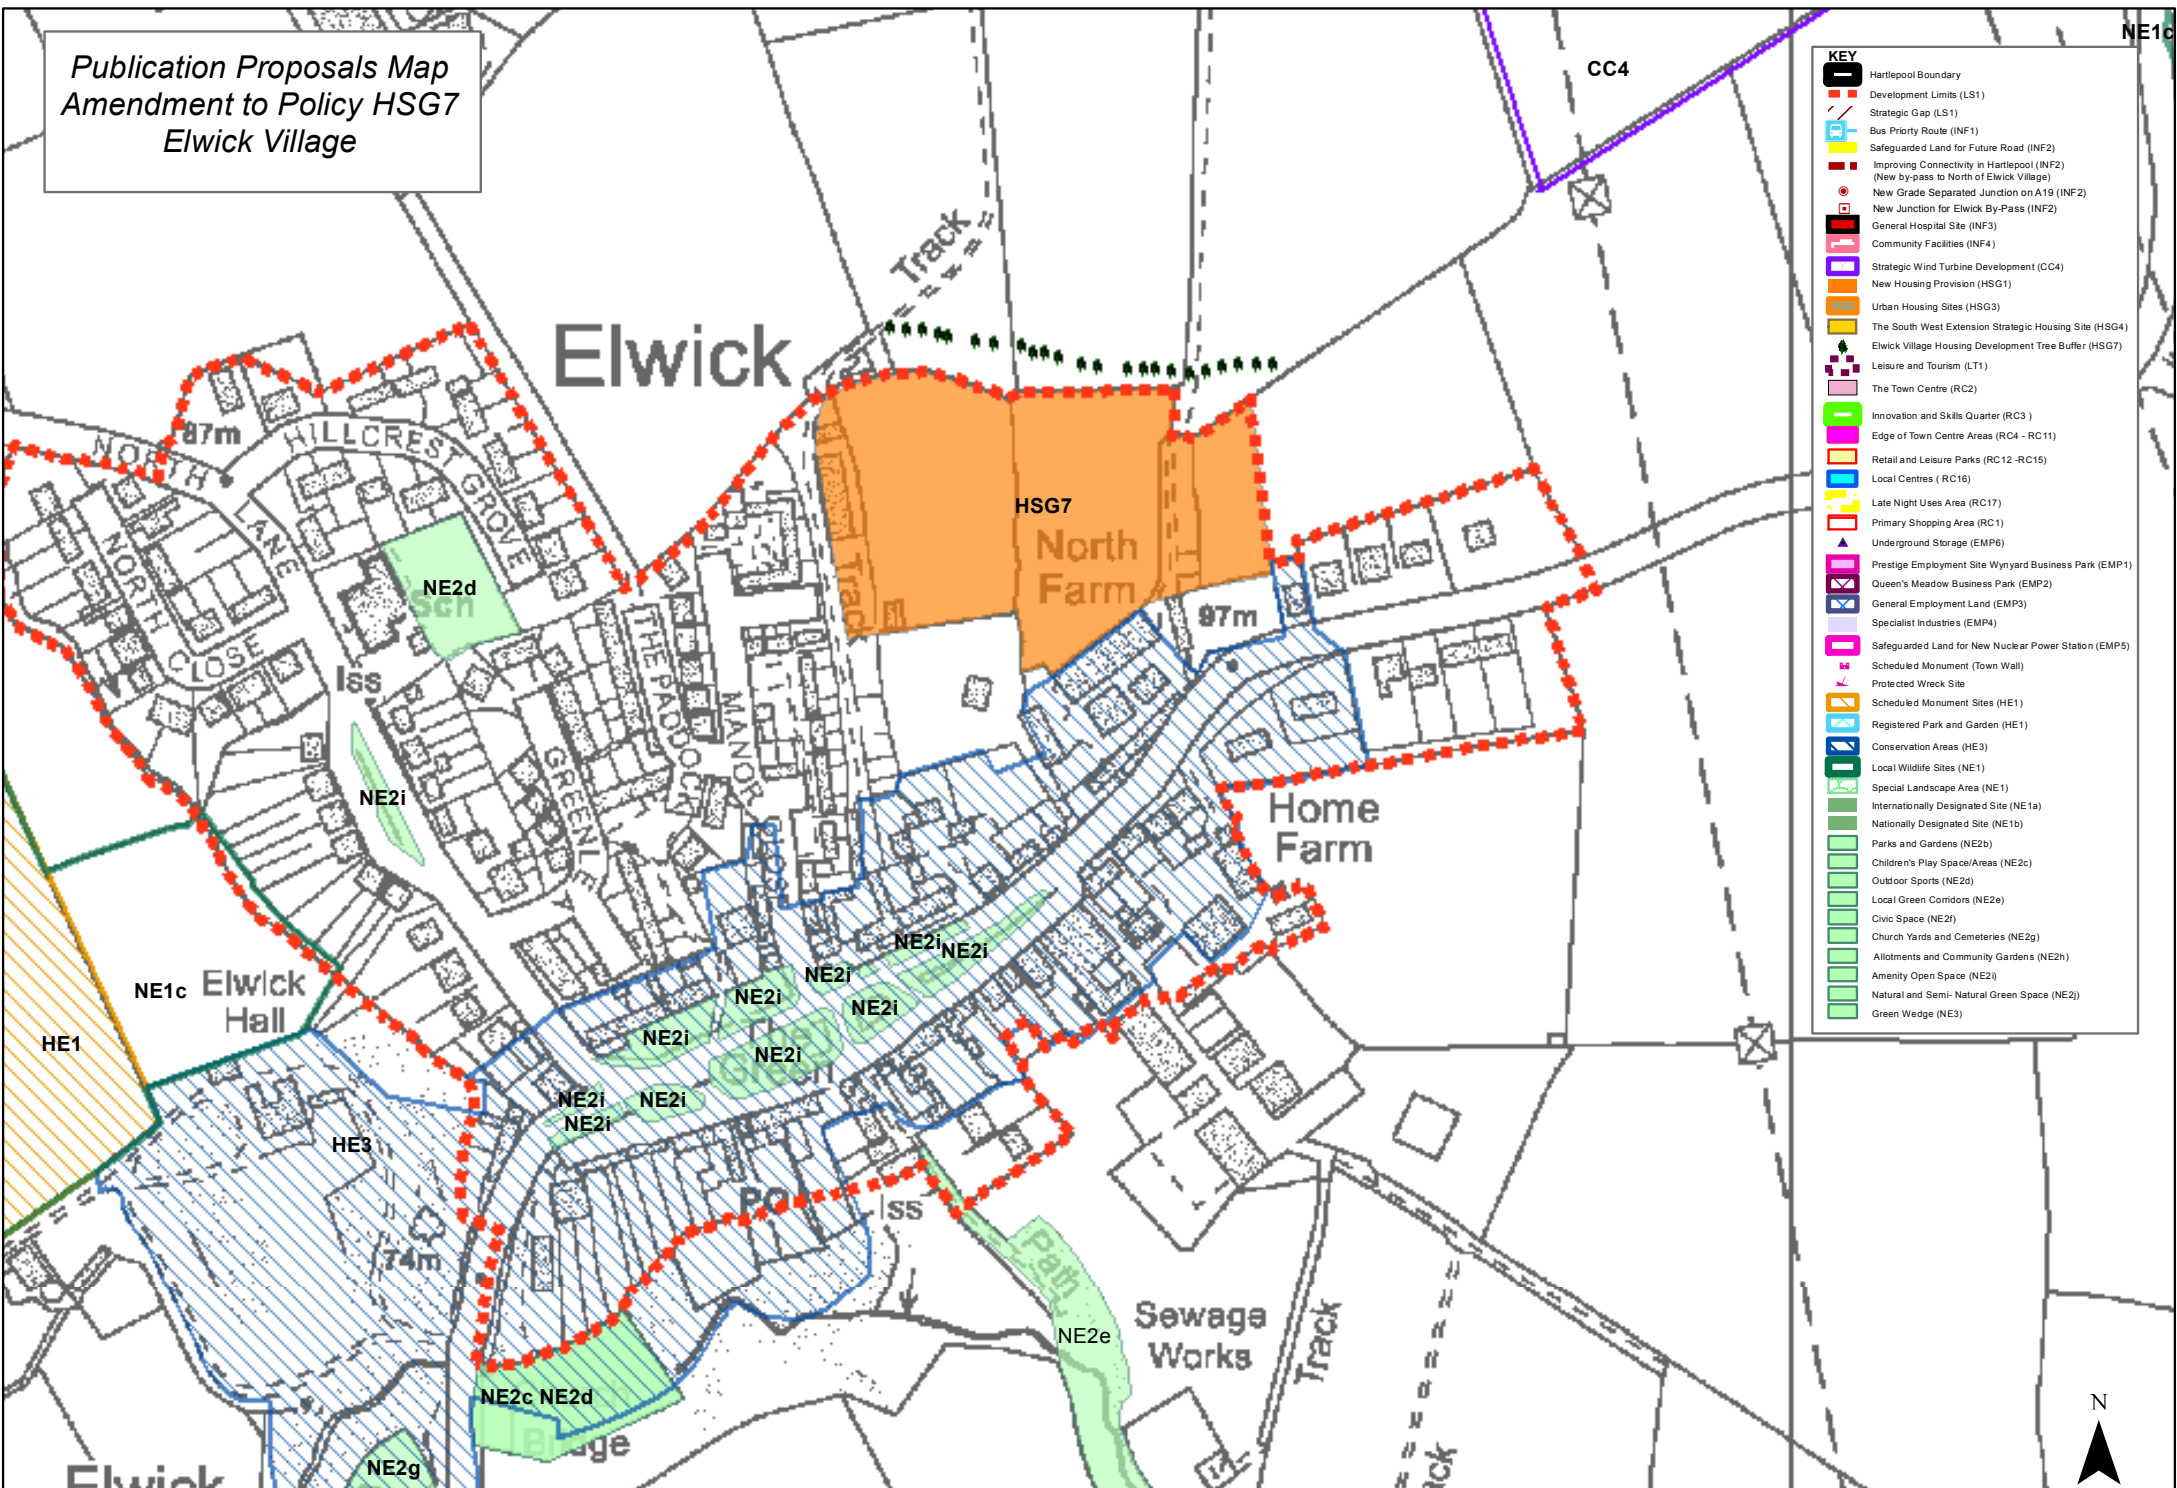 Publication Proposals Map
Amendment to Policy HSG7
Elwick Village
CC4
NE1c
KEY
Hartlepool Boundary
Development Limits (LS1)
Strategic Gap (LS1)
Bus Priorty Route (INF1)
Safeguarded Land for Future Road (INF2)
Improving Connectivity in Hartlepool (INF2)
(New by-pass to North of Elwick Village)
New Grade Separated Junction on A19 (INF2)
New Junction for Elwick By-Pass (INF2)
General Hospital Site (INF3)
Community Facilities (INF4)
Strategic Wind Turbine Development (CC4)
New Housing Provision (HSG1)
Urban Housing Sites (HSG3)
The South West Extension Strategic Housing Site (HSG4)
Elwick Village Housing Development Tree Buffer (HSG7)
Leisure and Tourism (LT1)
The Town Centre (RC2)
Innovation and Skills Quarter (RC3 )
Edge of Town Centre Areas (RC4 - RC11)
Retail and Leisure Parks (RC12 -RC15)
Local Centres ( RC16)
Late Night Uses Area (RC17)
Primary Shopping Area (RC1)
Underground Storage (EMP6)
Prestige Employment Site Wynyard Business Park (EMP1)
Queen's Meadow Business Park (EMP2)
General Employment Land (EMP3)
Specialist Industries (EMP4)
Safeguarded Land for New Nuclear Power Station (EMP5)
Scheduled Monument (Town Wall)
Protected Wreck Site
Scheduled Monument Sites (HE1)
Registered Park and Garden (HE1)
Conservation Areas (HE3)
Local Wildlife Sites (NE1)
Special Landscape Area (NE1)
Internationally Designated Site (NE1a)
Nationally Designated Site (NE1b)
Parks and Gardens (NE2b)
Children's Play Space/Areas (NE2c)
Outdoor Sports (NE2d)
Local Green Corridors (NE2e)
Civic Space (NE2f)
Church Yards and Cemeteries (NE2g)
Allotments and Community Gardens (NE2h)
Amenity Open Space (NE2i)
Natural and Semi- Natural Green Space (NE2j)
Green Wedge (NE3)
Track
Elwick
87m
NORTH
LANE
HILLCREST GROVE
NORTH
CLOSE
NE2d
Sch
HSG7
North
Farm
Track
97m
Iss
THE PADDOCK
MANOR
GREENL
NE2i
Home
Farm
NE2i
NE2i
NE2i
NE2i
NE2i
NE2i
NE2i
Green
NE2i
NE2i
NE2i
NE1c
Elwick
Hall
HE1
HE3
74m
PO
Iss
Path
NE2e
Sewage
Works
Track
NE2c NE2d
Bridge
NE2g
Elwick
N